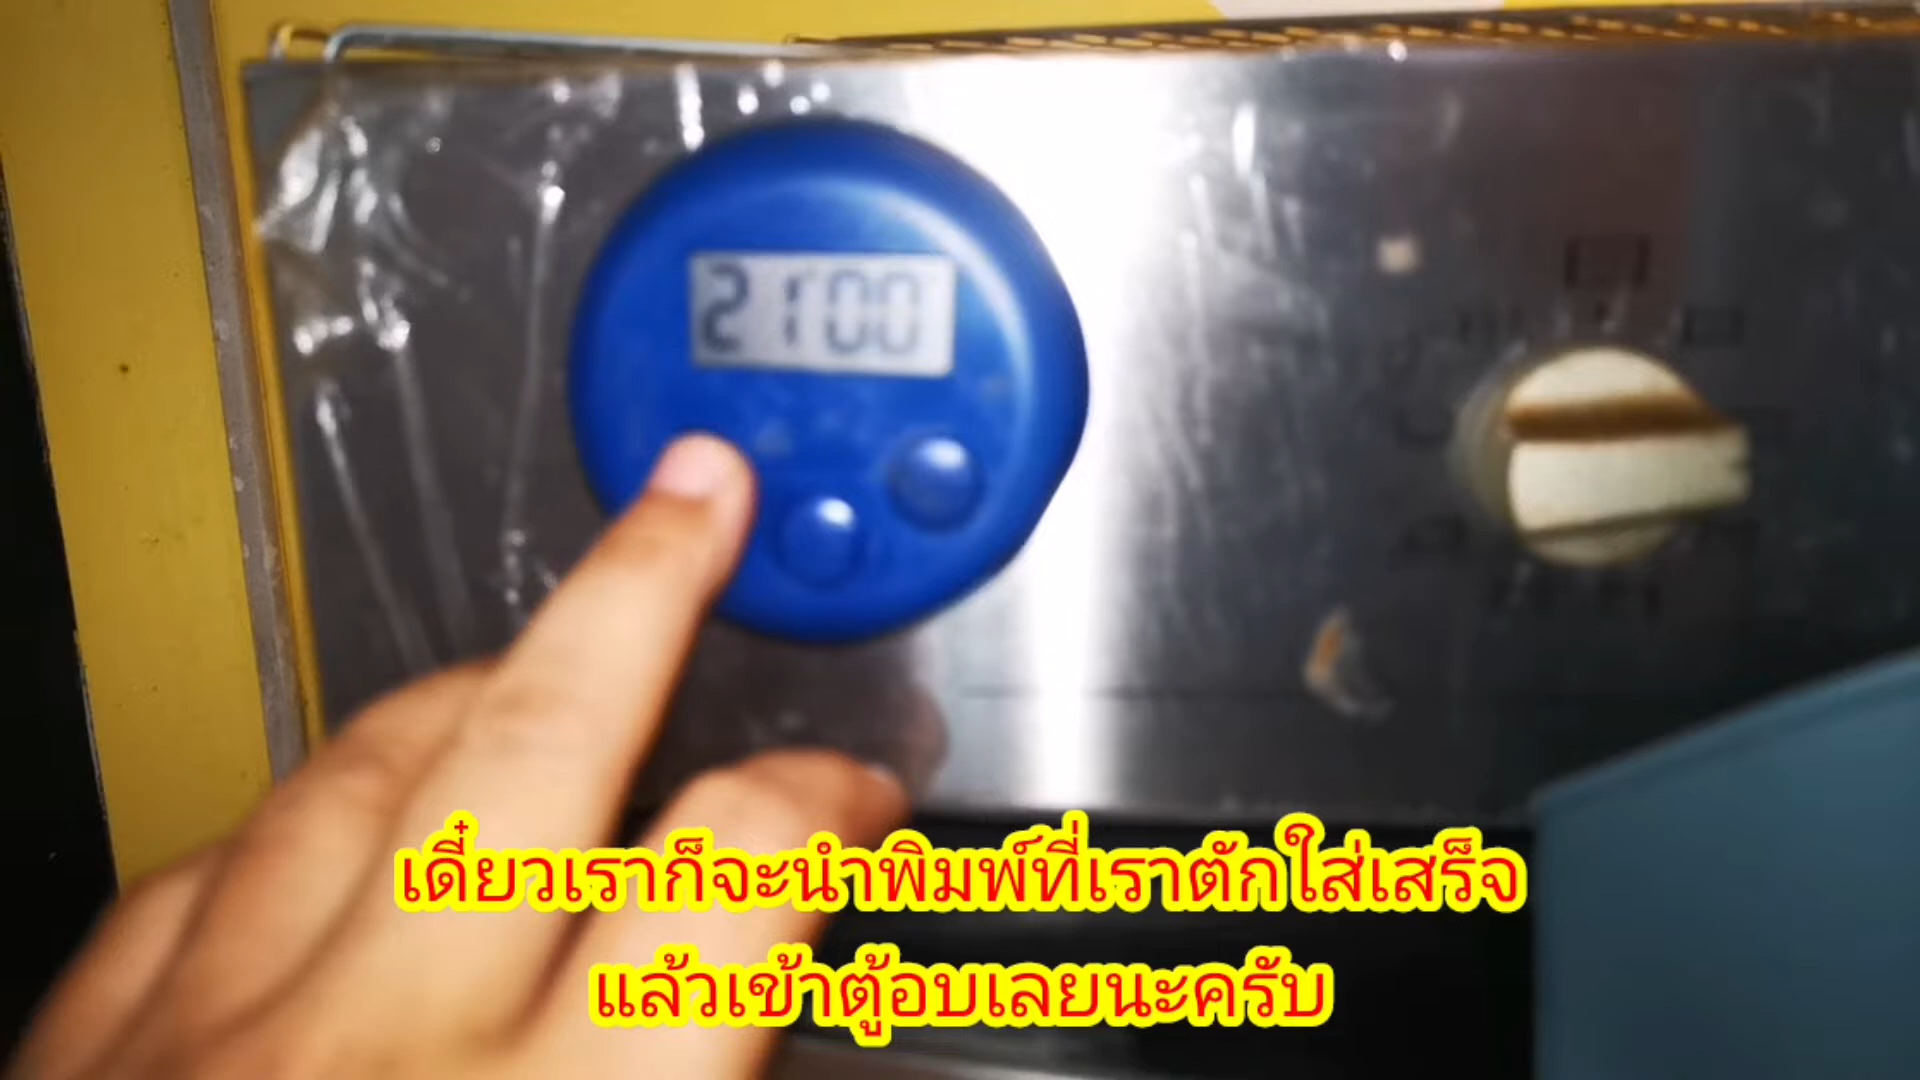 2100
เดี๋ยวเราก็จะนำพิมพ์ที่เราตักใส่เสร็จ
แล้วเข้าตู้อบเลยนะครับ